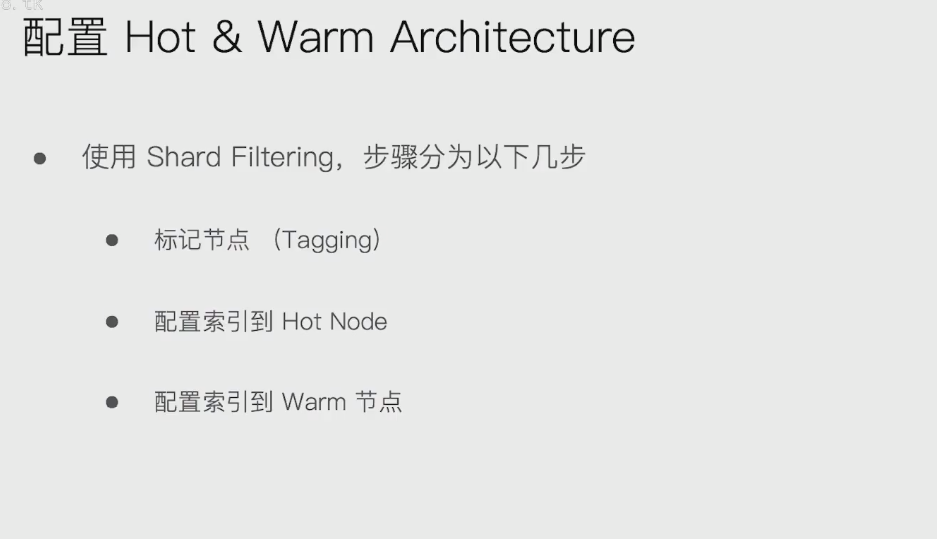 o. tk
配置 Hot & Warm Architecture
使用 Shard Filtering，步骤分为以下几步
标记节点 （Tagging）
配置索引到 Hot Node
配置索引到 Warm 节点